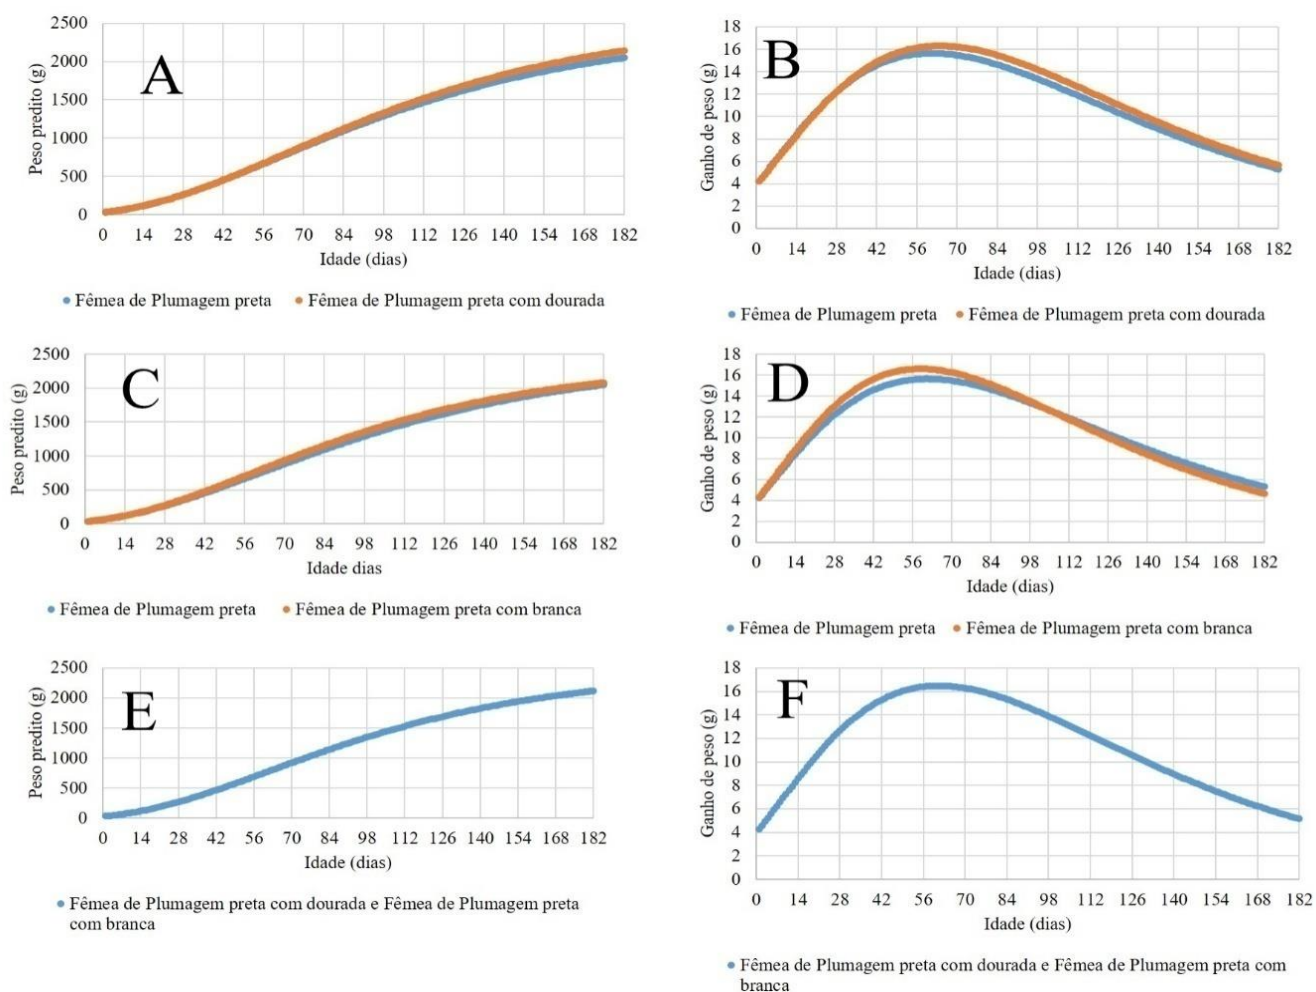 A
Peso predito (g)
2500
2000
1500
1000
500
0
0 14 28 42 56 70 84 98 112 126 140 154 168 182
Idade (dias)
Fêmea de Plumagem preta Fêmea de Plumagem preta com dourada
B
Ganho de peso (g)
18
16
14
12
10
8
6
4
2
0
0 14 28 42 56 70 84 98 112 126 140 154 168 182
Idade (dias)
Fêmea de Plumagem preta Fêmea de Plumagem preta com dourada
C
Peso predito (g)
2500
2000
1500
1000
500
0
0 14 28 42 56 70 84 98 112 126 140 154 168 182
Idade dias
Fêmea de Plumagem preta Fêmea de Plumagem preta com branca
D
Ganho de peso (g)
18
16
14
12
10
8
6
4
2
0
0 14 28 42 56 70 84 98 112 126 140 154 168 182
Idade (dias)
Fêmea de Plumagem preta Fêmea de Plumagem preta com branca
E
Peso predito (g)
2500
2000
1500
1000
500
0
0 14 28 42 56 70 84 98 112 126 140 154 168 182
Idade (dias)
Fêmea de Plumagem preta com dourada e Fêmea de Plumagem preta
com branca
F
Ganho de peso (g)
18
16
14
12
10
8
6
4
2
0
0 14 28 42 56 70 84 98 112 126 140 154 168 182
Idade (dias)
Fêmea de Plumagem preta com dourada e Fêmea de Plumagem preta com
branca